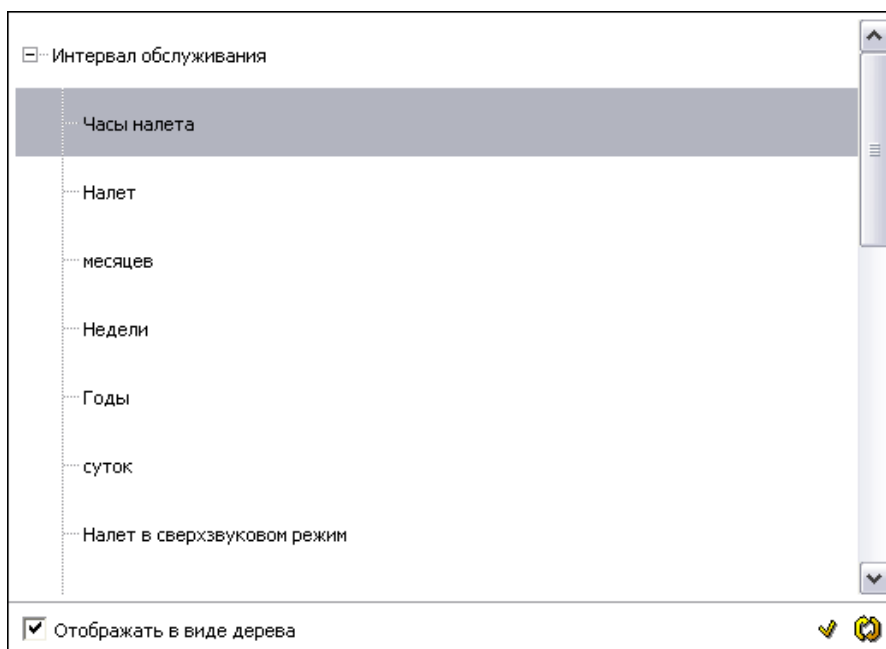 Интервал обслуживания
Часы налета
Налет
месяцев
Недели
Годы
суток
Налет в сверхзвуковом режим
Отображать в виде дерева